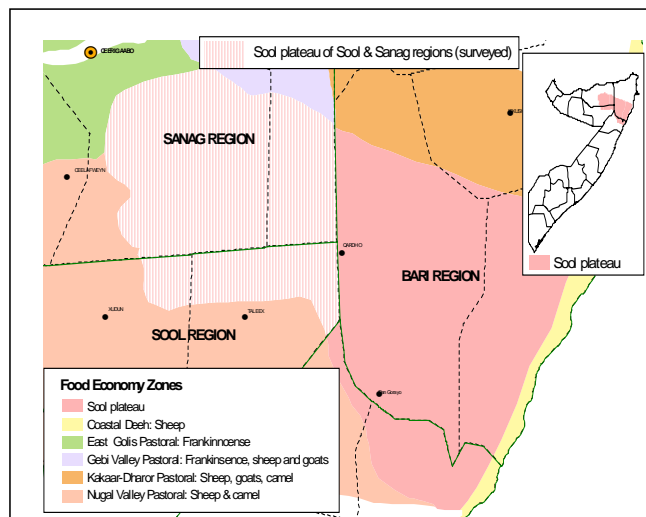 CEERIGAABO
Sool plateau of Sool & Sanag regions (surveyed)
SANAG REGION
CEELAFWEYN
QARDHO
BARI REGION
Sool plateau
XUDUN
TALEEX
SOOL REGION
Food Economy Zones
Sool plateau
Coastal Deeh: Sheep
East Golis Pastoral: Frankinncense
Gebi Valley Pastoral: Frankinsence, sheep and goats
Kakaar-Dharor Pastoral: Sheep, goats, camel
Nugal Valley Pastoral: Sheep & camel